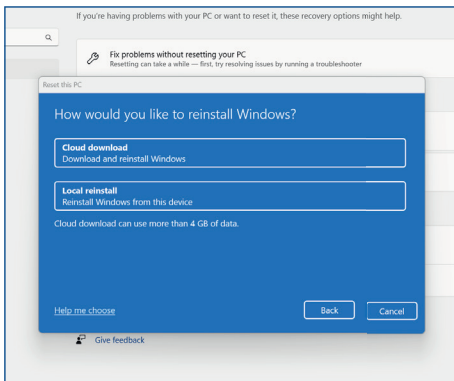 If you're having problems with your PC or want to reset it, these recovery options might help.
Fix problems without resetting your PC
Resetting can take a while — first, try resolving issues by running a troubleshooter
Reset this PC
How would you like to reinstall Windows?
Cloud download
Download and reinstall Windows
Local reinstall
Reinstall Windows from this device
Cloud download can use more than 4 GB of data.
Help me choose
Back
Cancel
Give feedback